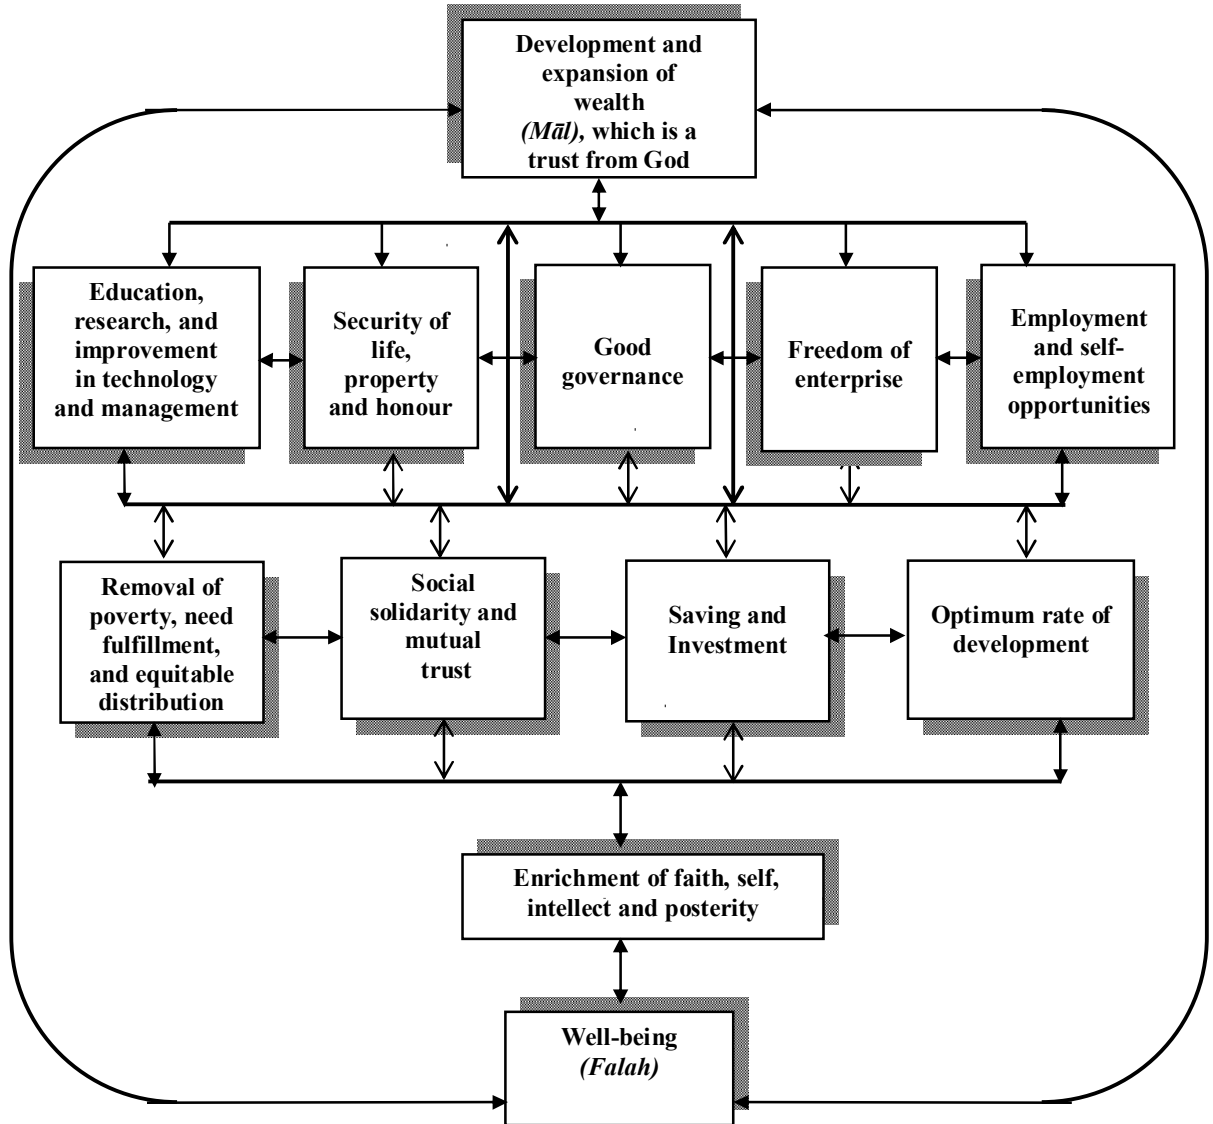 Development and
expansion of
wealth
(Māl), which is a
trust from God
Education,
research, and
improvement
in technology
and management
Security of
life,
property
and honour
Good
governance
Freedom of
enterprise
Employment
and self-
employment
opportunities
Removal of
poverty, need
fulfillment,
and equitable
distribution
Social
solidarity and
mutual
trust
Saving and
Investment
Optimum rate of
development
Enrichment of faith, self,
intellect and posterity
Well-being
(Falah)